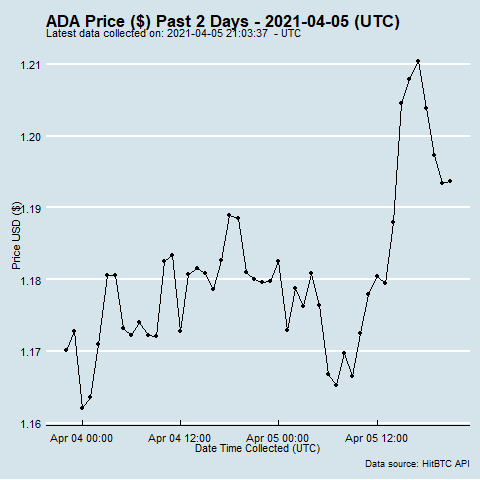 ADA Price ($) Past 2 Days - 2021-04-05 (UTC)
Latest data collected on: 2021-04-05 21:03:37 - UTC
1.21
1.20
1.19
1.18
1.17
1.16
Price USD ($)
Apr 04 00:00 Apr 04 12:00 Apr 05 00:00 Apr 05 12:00
Date Time Collected (UTC)
Data source: HitBTC API